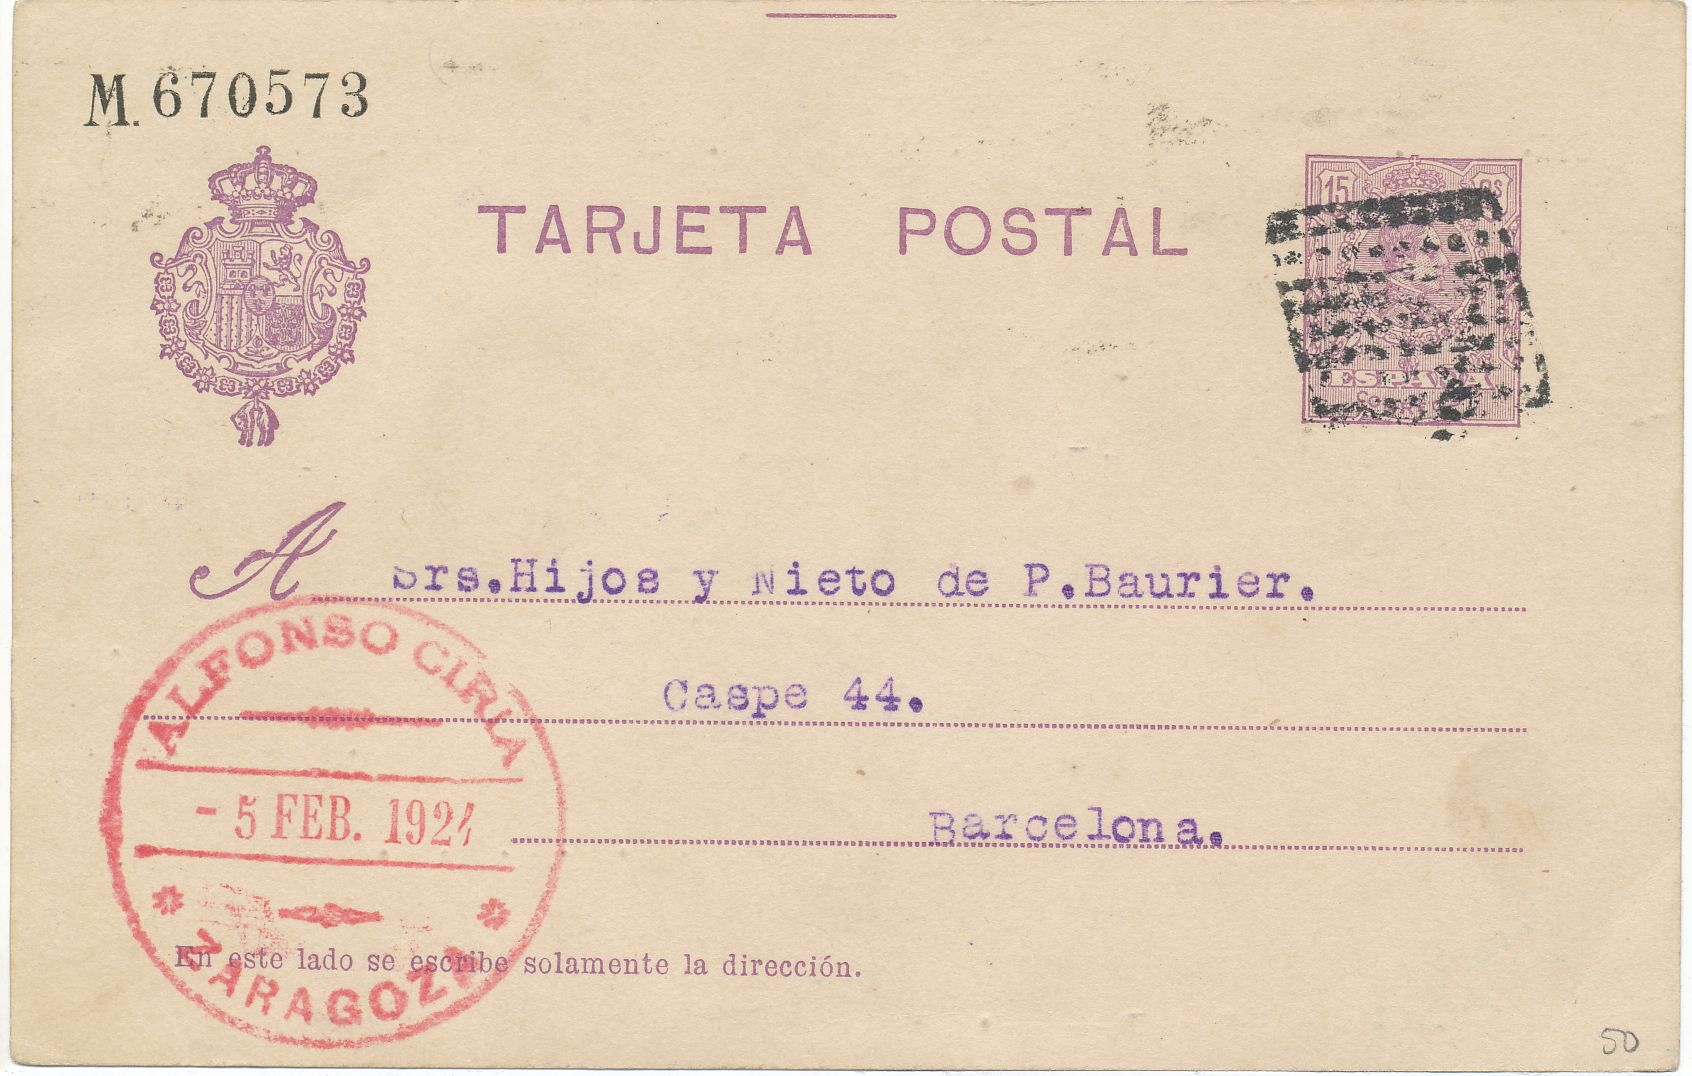 M. 670573
TARJETA POSTAL
15 cs
ESPAÑA
A Srs.Hijos y Nieto de P.Baurier.
Caspe 44.
Barcelona.
ALFONSO CIRIA
- 5 FEB. 1924
ZARAGOZA
En este lado se escribe solamente la dirección.
50